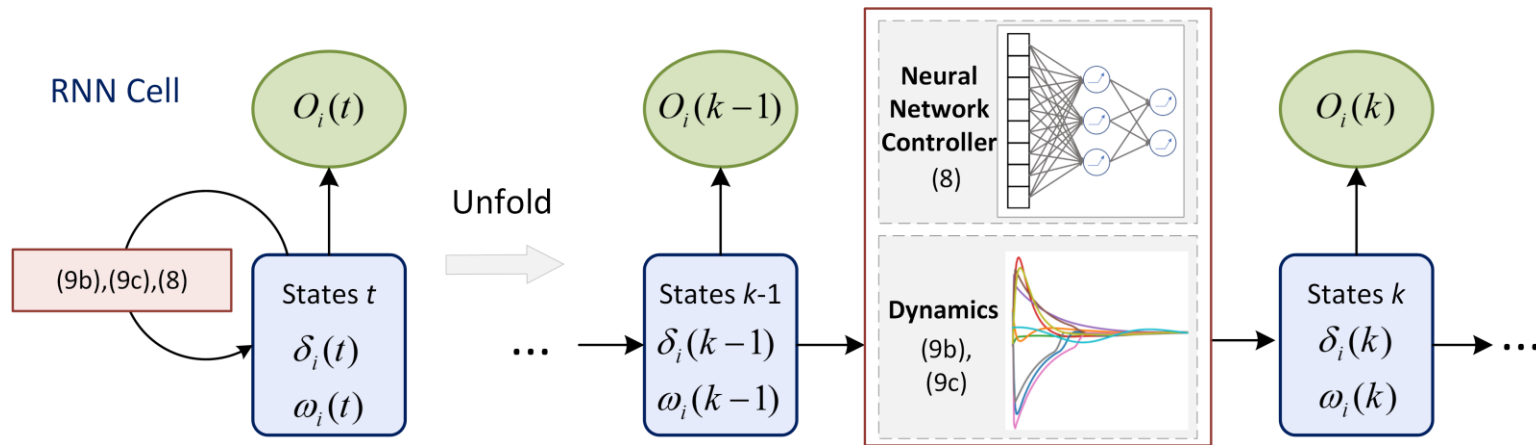 RNN Cell
O_i(t)
(9b),(9c),(8)
States t
δ_i(t)
ω_i(t)
Unfold
...
O_i(k−1)
States k-1
δ_i(k−1)
ω_i(k−1)
Neural
Network
Controller
(8)
Dynamics
(9b),
(9c)
O_i(k)
States k
δ_i(k)
ω_i(k)
...